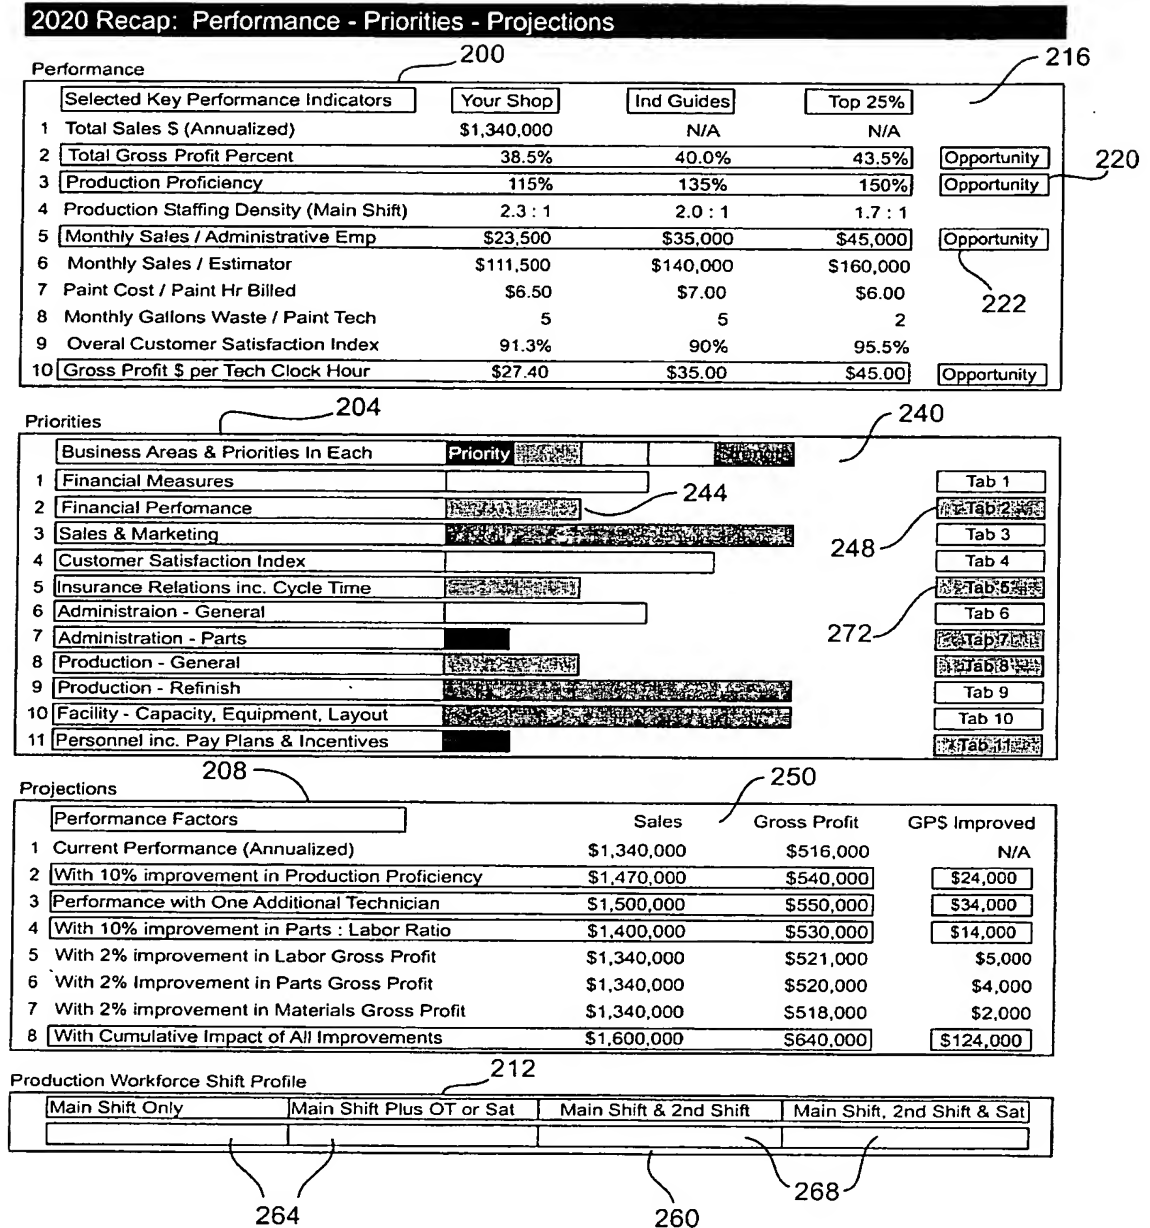 2020 Recap: Performance - Priorities - Projections
200
216
Performance
Selected Key Performance Indicators Your Shop Ind Guides Top 25%
1 Total Sales $ (Annualized) $1,340,000 N/A N/A
2 Total Gross Profit Percent 38.5% 40.0% 43.5% Opportunity
220
3 Production Proficiency 115% 135% 150% Opportunity
4 Production Staffing Density (Main Shift) 2.3 : 1 2.0 : 1 1.7 : 1
5 Monthly Sales / Administrative Emp $23,500 $35,000 $45,000 Opportunity
6 Monthly Sales / Estimator $111,500 $140,000 $160,000
7 Paint Cost / Paint Hr Billed $6.50 $7.00 $6.00
222
8 Monthly Gallons Waste / Paint Tech 5 5 2
9 Overal Customer Satisfaction Index 91.3% 90% 95.5%
10 Gross Profit $ per Tech Clock Hour $27.40 $35.00 $45.00 Opportunity
204
240
Priorities
Business Areas & Priorities In Each Priority Strength
1 Financial Measures Tab 1
244
2 Financial Perfomance Tab 2
3 Sales & Marketing Tab 3
248
4 Customer Satisfaction Index Tab 4
5 Insurance Relations inc. Cycle Time Tab 5
6 Administraion - General Tab 6
272
7 Administration - Parts Tab 7
8 Production - General Tab 8
9 Production - Refinish Tab 9
10 Facility - Capacity, Equipment, Layout Tab 10
11 Personnel inc. Pay Plans & Incentives Tab 11
208
250
Projections
Performance Factors Sales Gross Profit GP$ Improved
1 Current Performance (Annualized) $1,340,000 $516,000 N/A
2 With 10% improvement in Production Proficiency $1,470,000 $540,000 $24,000
3 Performance with One Additional Technician $1,500,000 $550,000 $34,000
4 With 10% improvement in Parts : Labor Ratio $1,400,000 $530,000 $14,000
5 With 2% improvement in Labor Gross Profit $1,340,000 $521,000 $5,000
6 With 2% Improvement in Parts Gross Profit $1,340,000 $520,000 $4,000
7 With 2% improvement in Materials Gross Profit $1,340,000 $518,000 $2,000
8 With Cumulative Impact of All Improvements $1,600,000 $640,000 $124,000
212
Production Workforce Shift Profile
Main Shift Only Main Shift Plus OT or Sat Main Shift & 2nd Shift Main Shift, 2nd Shift & Sat
264
260
268